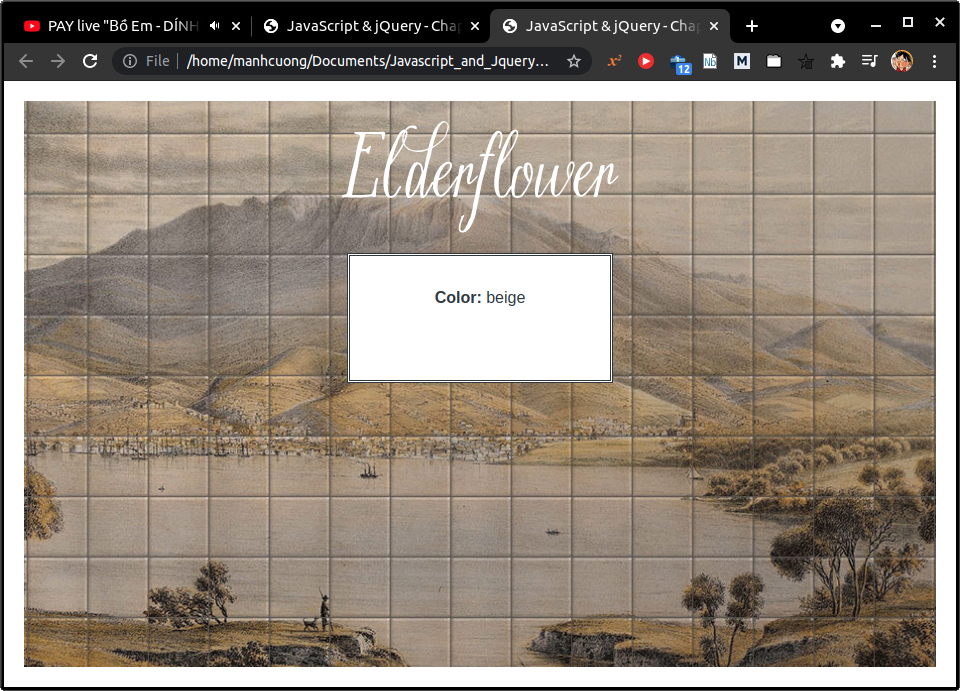 PAY live "Bố Em - DÍNH
JavaScript & jQuery - Chap
JavaScript & jQuery - Chap
File
/home/manhcuong/Documents/Javascript_and_Jquery...
x²
12
M
Elderflower
Color: beige